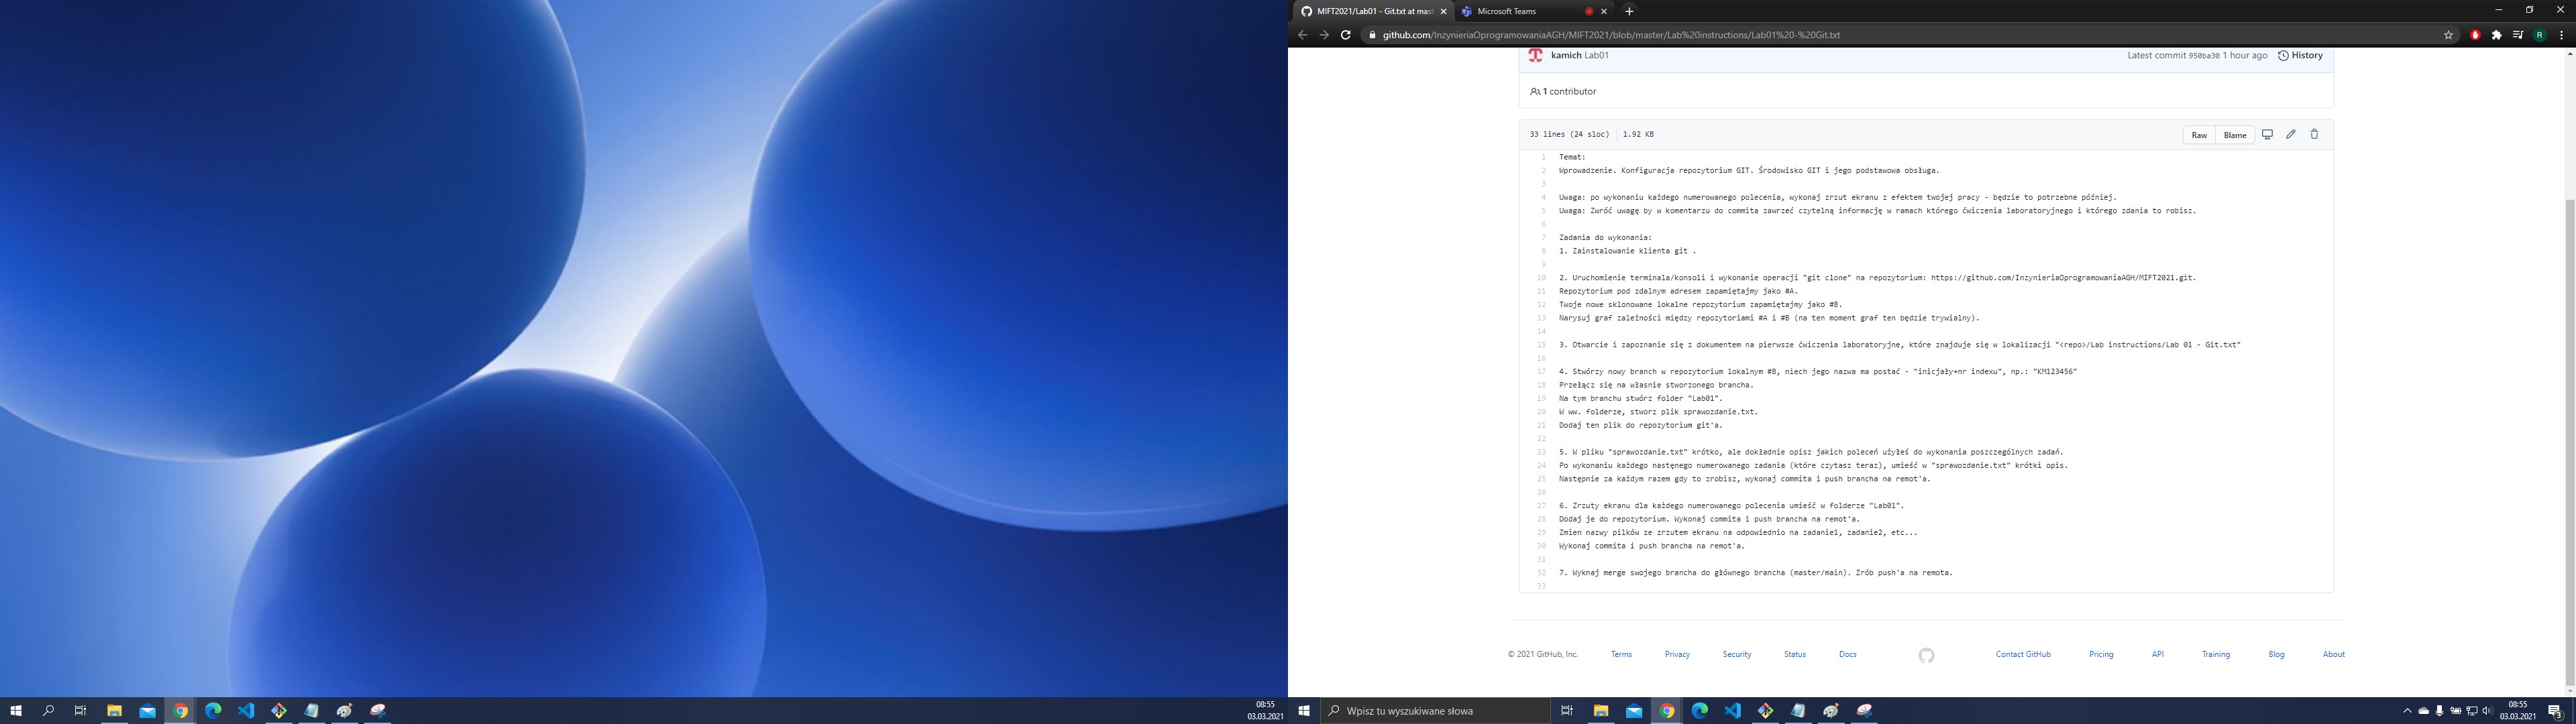 MIFT2021/Lab01 - Git.txt at mas
Microsoft Teams
github.com/InzynieriaOprogramowaniaAGH/MIFT2021/blob/master/Lab%20instructions/Lab01%20-%20Git.txt
R
kamich Lab01
Latest commit 950ba30 1 hour ago
History
1 contributor
33 lines (24 sloc)
1.92 KB
Raw
Blame
1 Temat:
2 Wprowadzenie. Konfiguracja repozytorium GIT. Środowisko GIT i jego podstawowa obsługa.
3
4 Uwaga: po wykonaniu każdego numerowanego polecenia, wykonaj zrzut ekranu z efektem twojej pracy - będzie to potrzebne później.
5 Uwaga: Zwróć uwagę by w komentarzu do commita zawrzeć czytelną informację w ramach którego ćwiczenia laboratoryjnego i którego zdania to robisz.
6
7 Zadania do wykonania:
8 1. Zainstalowanie klienta git .
9
10 2. Uruchomienie terminala/konsoli i wykonanie operacji "git clone" na repozytorium: https://github.com/InzynieriaOprogramowaniaAGH/MIFT2021.git.
11 Repozytorium pod zdalnym adresem zapamiętajmy jako #A.
12 Twoje nowe sklonowane lokalne repozytorium zapamiętajmy jako #B.
13 Narysuj graf zależności między repozytoriami #A i #B (na ten moment graf ten będzie trywialny).
14
15 3. Otwarcie i zapoznanie się z dokumentem na pierwsze ćwiczenia laboratoryjne, które znajduje się w lokalizacji "<repo>/Lab instructions/Lab 01 - Git.txt"
16
17 4. Stwórzy nowy branch w repozytorium lokalnym #B, niech jego nazwa ma postać - "inicjały+nr indexu", np.: "KM123456"
18 Przełącz się na własnie stworzonego brancha.
19 Na tym branchu stwórz folder "Lab01".
20 W ww. folderze, stworz plik sprawozdanie.txt.
21 Dodaj ten plik do repozytorium git'a.
22
23 5. W pliku "sprawozdanie.txt" krótko, ale dokładnie opisz jakich poleceń użyłeś do wykonania poszczególnych zadań.
24 Po wykonaniu każdego nastęnego numerowanego zadania (które czytasz teraz), umieść w "sprawozdanie.txt" krótki opis.
25 Następnie za każdym razem gdy to zrobisz, wykonaj commita i push brancha na remot'a.
26
27 6. Zrzuty ekranu dla każdego numerowanego polecenia umieść w folderze "Lab01".
28 Dodaj je do repozytorium. Wykonaj commita i push brancha na remot'a.
29 Zmien nazwy pilków ze zrzutem ekranu na odpowiednio na zadanie1, zadanie2, etc...
30 Wykonaj commita i push brancha na remot'a.
31
32 7. Wyknaj merge swojego brancha do głównego brancha (master/main). Zrób push'a na remota.
33
© 2021 GitHub, Inc.
Terms
Privacy
Security
Status
Docs
Contact GitHub
Pricing
API
Training
Blog
About
08:55
03.03.2021
Wpisz tu wyszukiwane słowa
08:55
03.03.2021
3